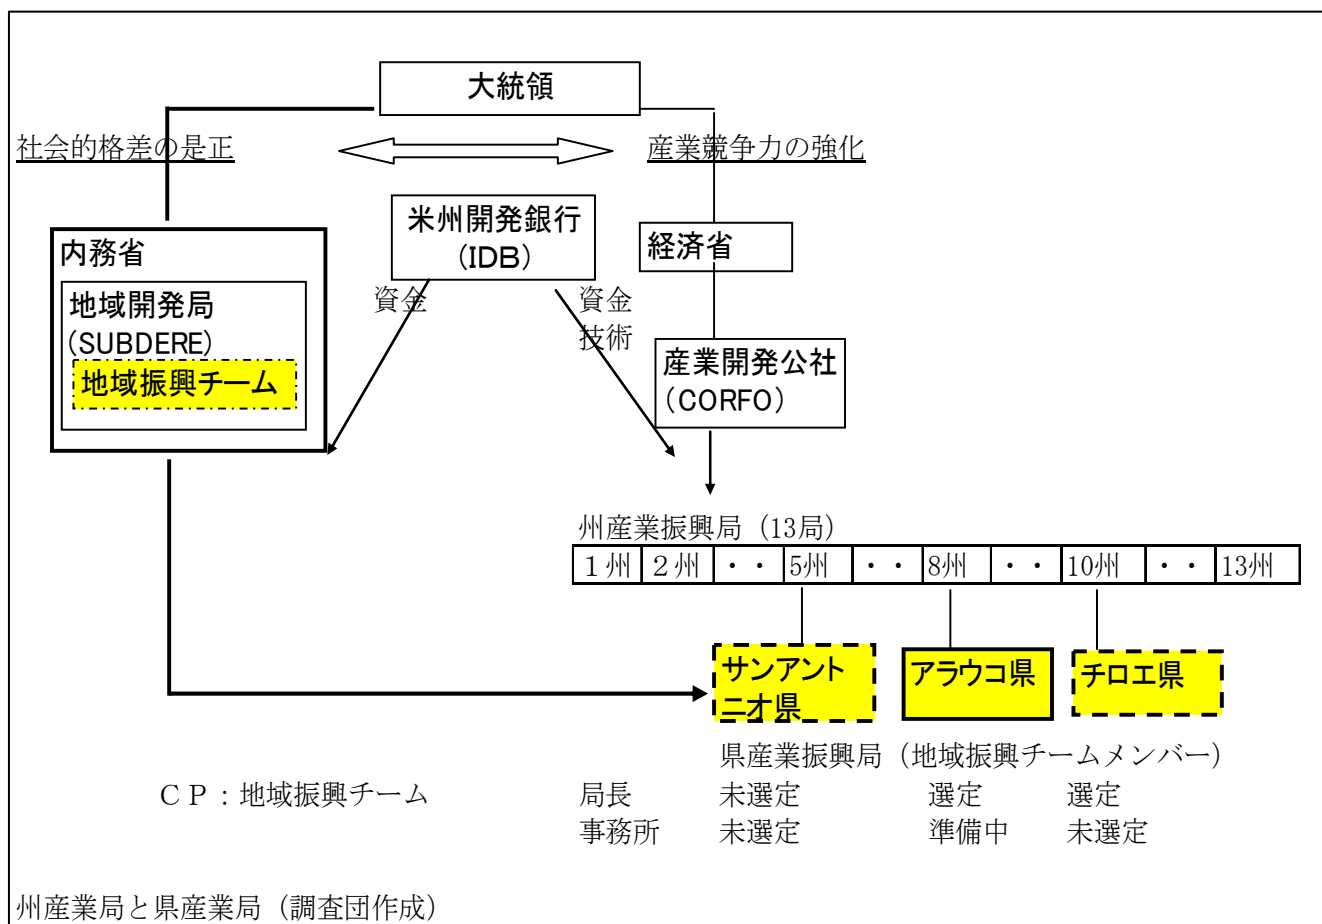 大統領
社会的格差の是正
産業競争力の強化
米州開発銀行
(IDB)
経済省
内務省
地域開発局
(SUBDERE)
地域振興チーム
資金
資金
技術
産業開発公社
(CORFO)
州産業振興局（13局）
１州 ２州 ・・ 5州 ・・ 8州 ・・ 10州 ・・ 13州
サンアント
ニオ県
アラウコ県
チロエ県
県産業振興局（地域振興チームメンバー）
ＣＰ：地域振興チーム 局長 未選定 選定 選定
事務所 未選定 準備中 未選定
州産業局と県産業局（調査団作成）